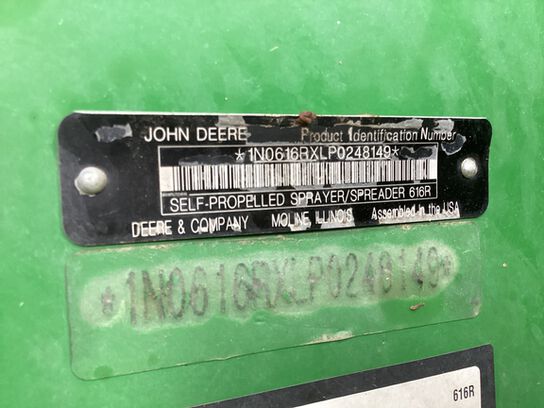 JOHN DEERE Product Identification Number
*1N0616RXLP0248149*
SELF-PROPELLED SPRAYER/SPREADER 616R
DEERE & COMPANY MOLINE ILLINOIS Assembled in the USA
*1N0616RXLP0248149*
616R